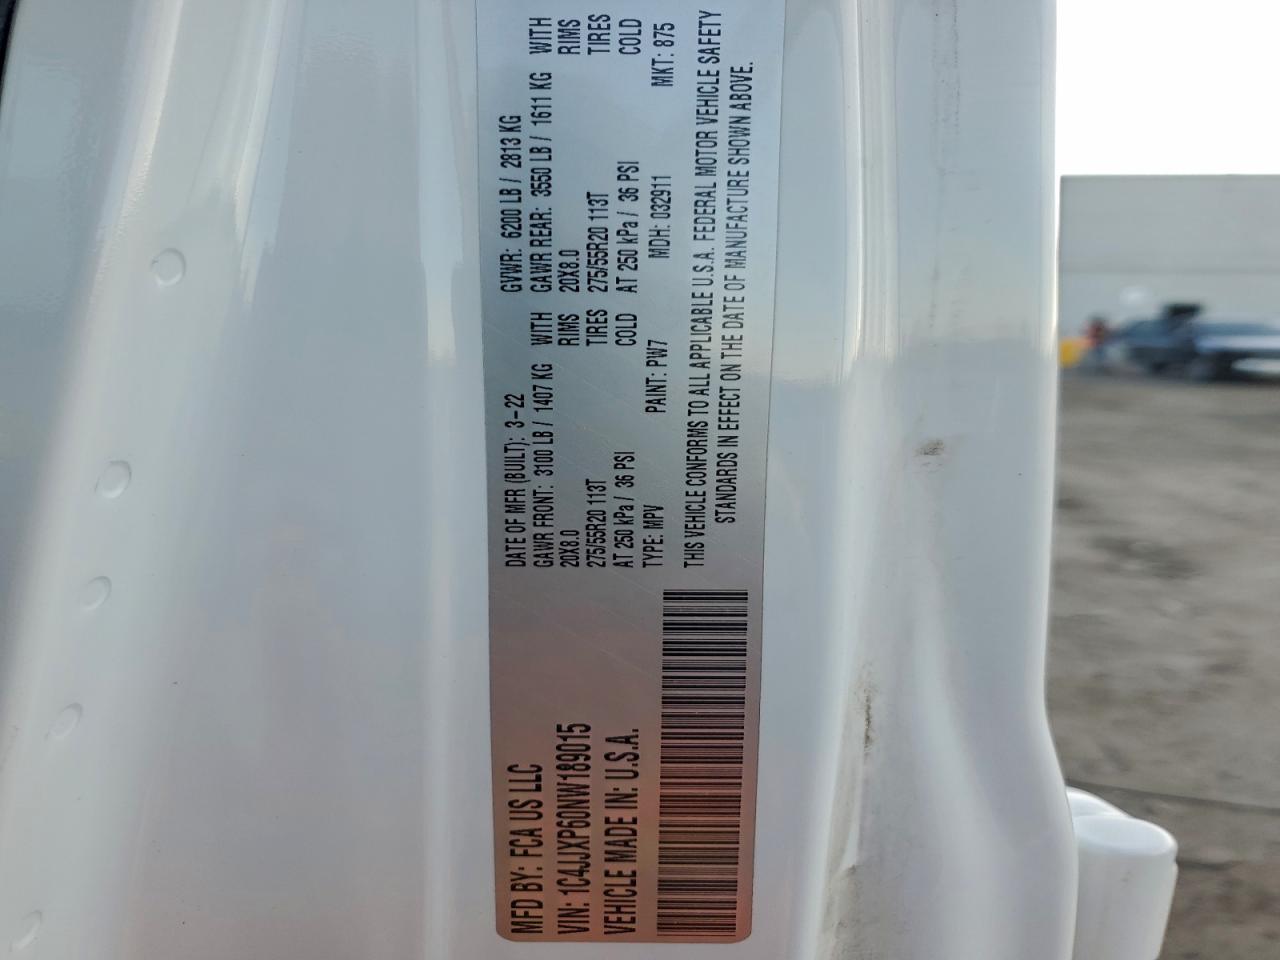 MFD BY: FCA US LLC
VIN: 1C4JJXP60NW189015
VEHICLE MADE IN: U.S.A.
DATE OF MFR (BUILT): 3-22 GVWR: 6200 LB / 2813 KG
GAWR FRONT: 3100 LB / 1407 KG WITH GAWR REAR: 3550 LB / 1611 KG WITH
20X8.0 RIMS 20X8.0 RIMS
275/55R20 113T TIRES 275/55R20 113T TIRES
AT 250 kPa / 36 PSI COLD AT 250 kPa / 36 PSI COLD
TYPE: MPV PAINT: PW7 MDH: 032911 MKT: 875
THIS VEHICLE CONFORMS TO ALL APPLICABLE U.S.A. FEDERAL MOTOR VEHICLE SAFETY
STANDARDS IN EFFECT ON THE DATE OF MANUFACTURE SHOWN ABOVE.